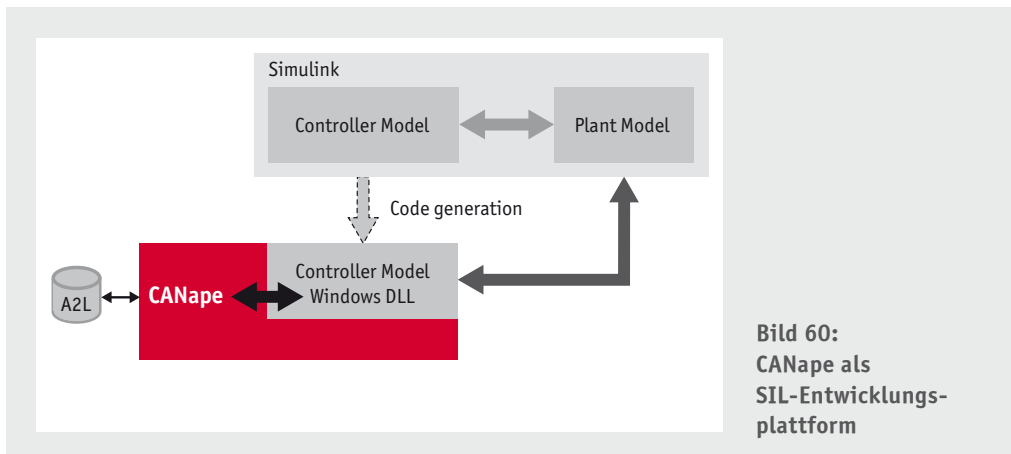 Simulink
Controller Model
Plant Model
Code generation
Controller Model
Windows DLL
CANape
A2L
Bild 60:
CANape als
SIL-Entwicklungs-
plattform